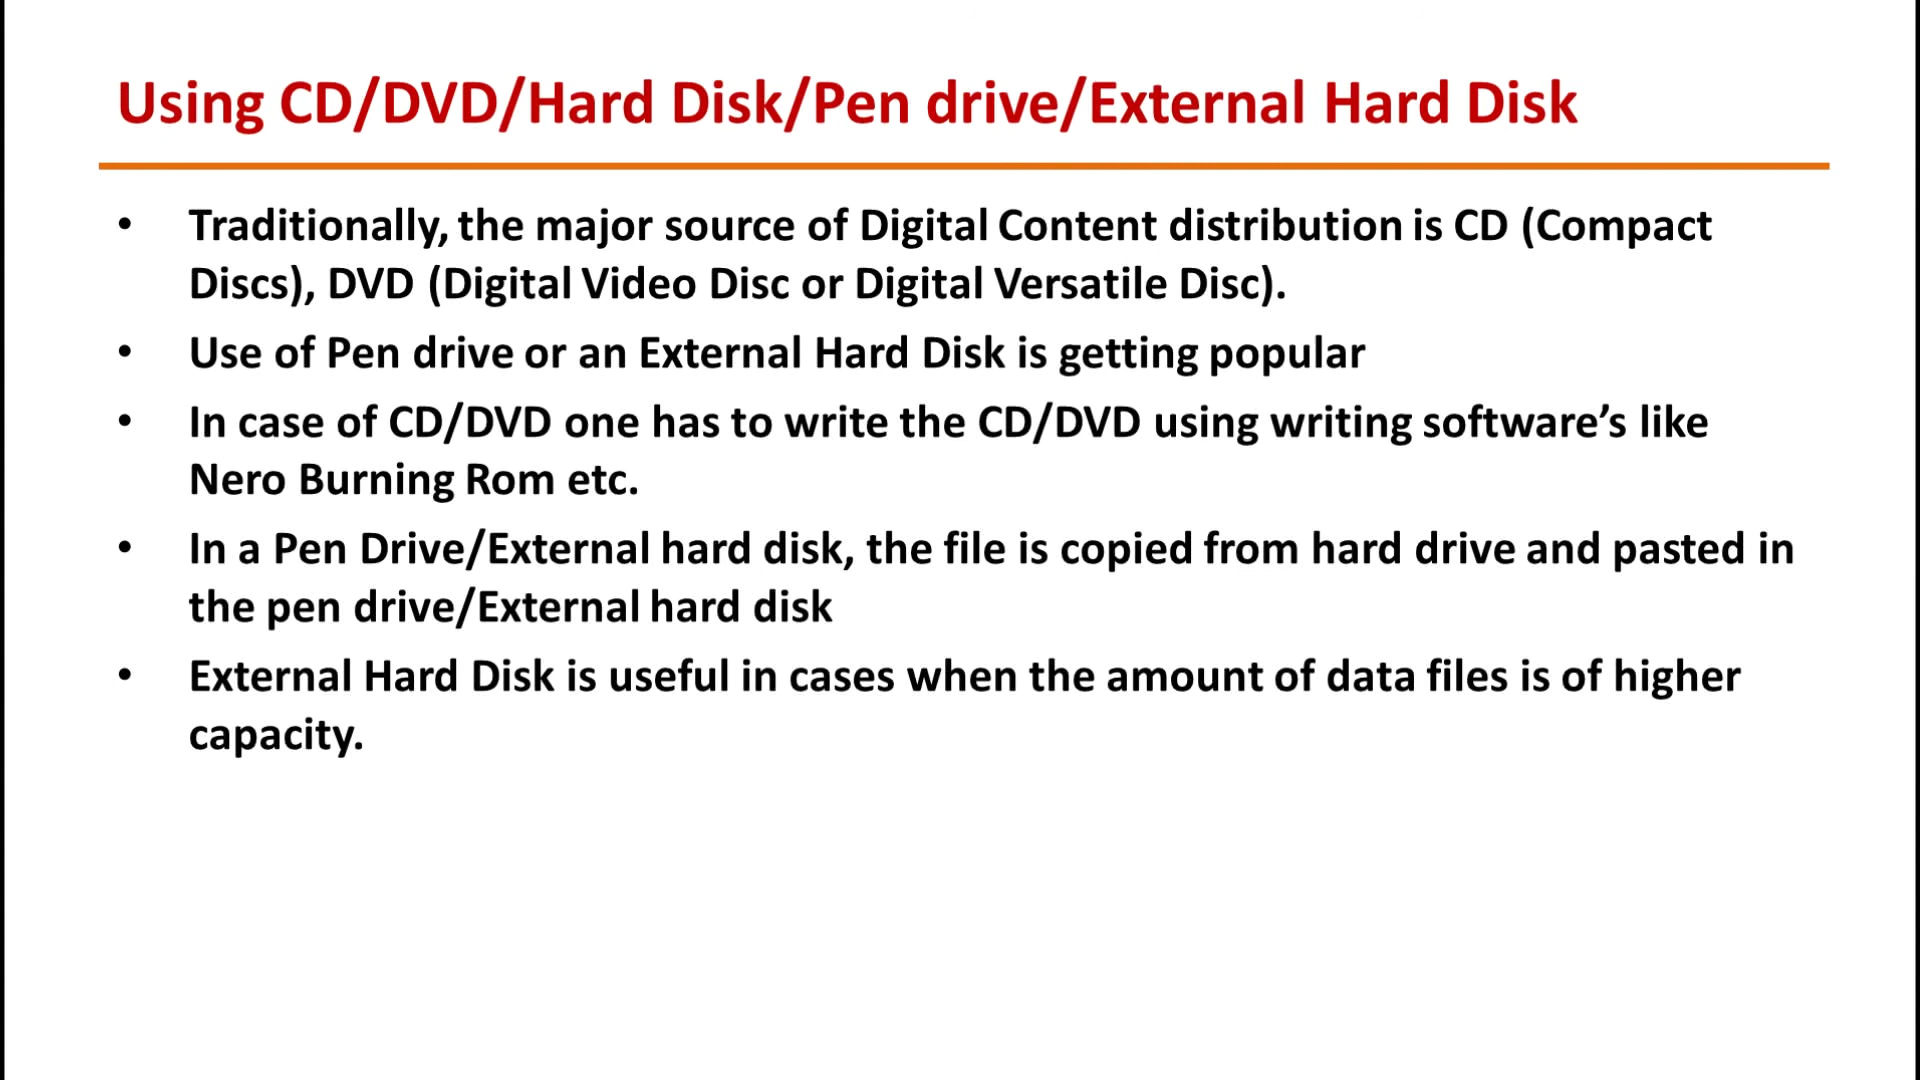 Using CD/DVD/Hard Disk/Pen drive/External Hard Disk
• Traditionally, the major source of Digital Content distribution is CD (Compact
Discs), DVD (Digital Video Disc or Digital Versatile Disc).
• Use of Pen drive or an External Hard Disk is getting popular
• In case of CD/DVD one has to write the CD/DVD using writing software’s like
Nero Burning Rom etc.
• In a Pen Drive/External hard disk, the file is copied from hard drive and pasted in
the pen drive/External hard disk
• External Hard Disk is useful in cases when the amount of data files is of higher
capacity.